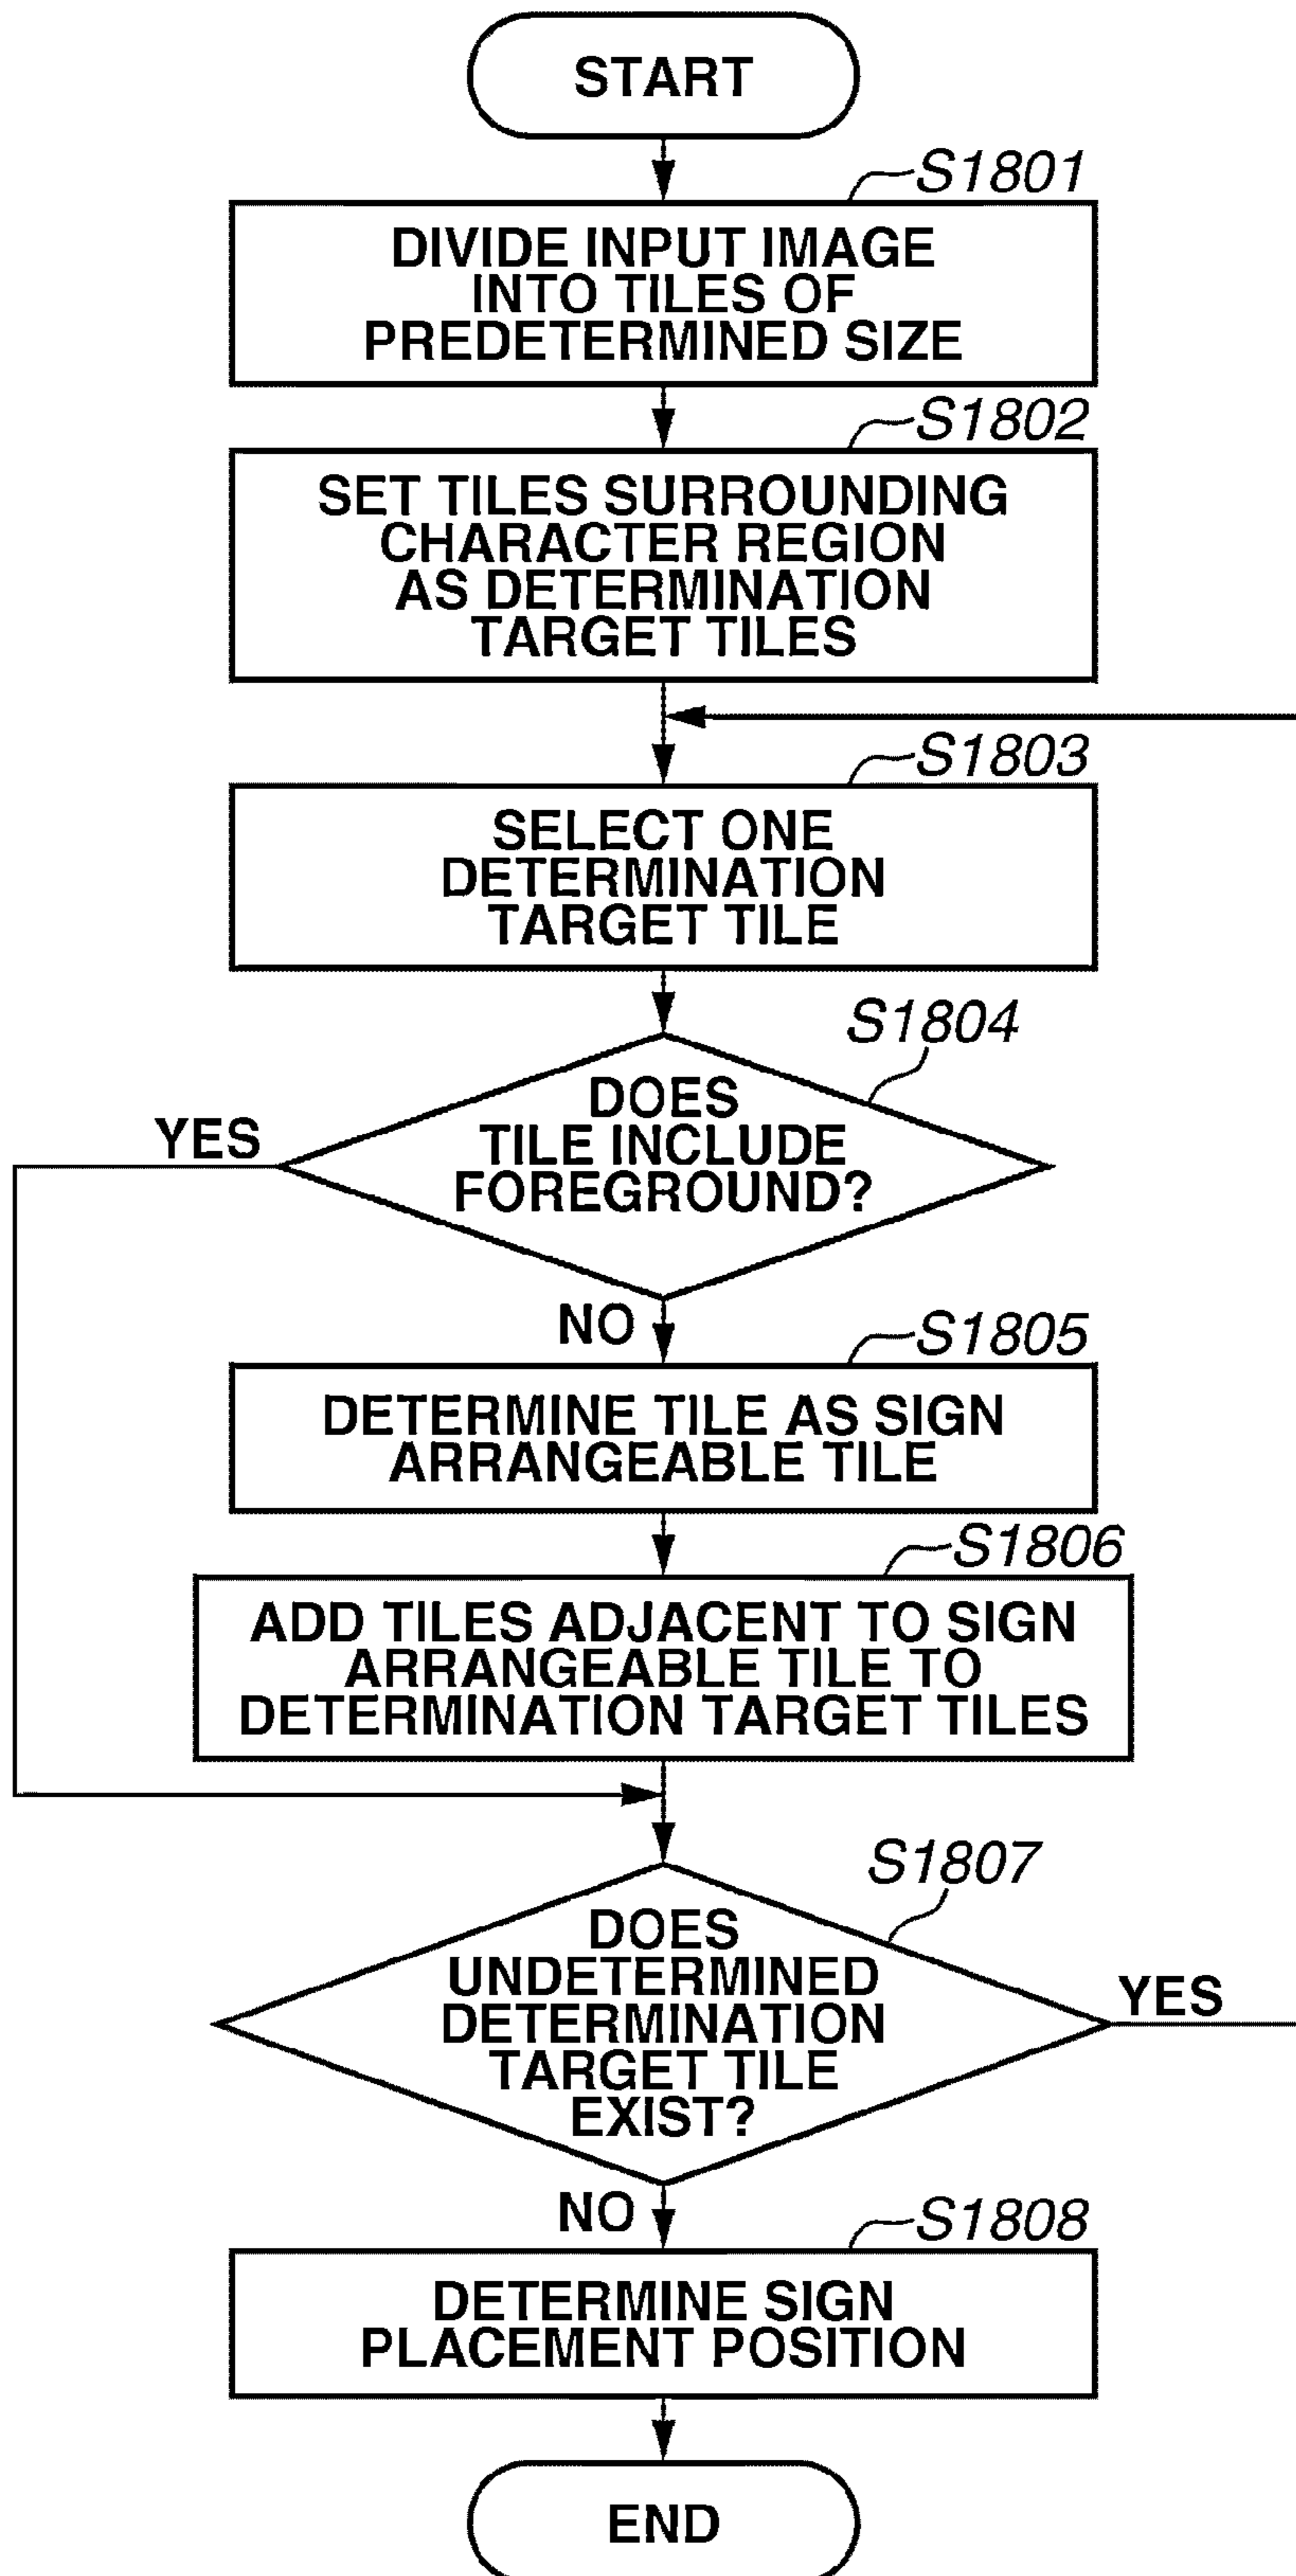 START
S1801
DIVIDE INPUT IMAGE
INTO TILES OF
PREDETERMINED SIZE
S1802
SET TILES SURROUNDING
CHARACTER REGION
AS DETERMINATION
TARGET TILES
S1803
SELECT ONE
DETERMINATION
TARGET TILE
S1804
DOES
TILE INCLUDE
FOREGROUND?
YES
NO
S1805
DETERMINE TILE AS SIGN
ARRANGEABLE TILE
S1806
ADD TILES ADJACENT TO SIGN
ARRANGEABLE TILE TO
DETERMINATION TARGET TILES
S1807
DOES
UNDETERMINED
DETERMINATION
TARGET TILE
EXIST?
YES
NO
S1808
DETERMINE SIGN
PLACEMENT POSITION
END